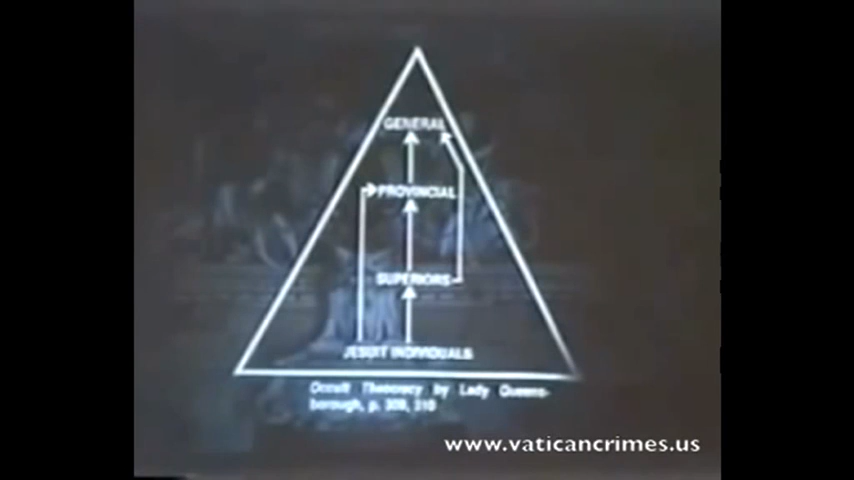 GENERAL
PROVINCIAL
SUPERIORS
JESUIT INDIVIDUALS
Occult Theocracy by Lady Queens-
borough, p. 309, 310
www.vaticancrimes.us